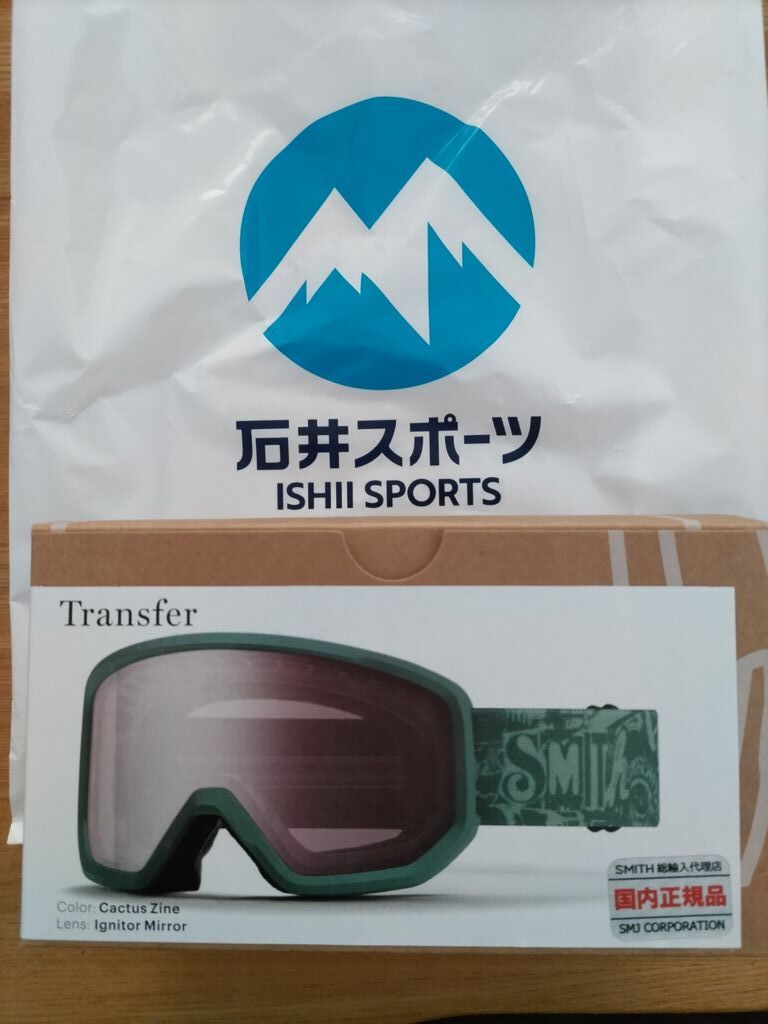 石井スポーツ
ISHII SPORTS
Transfer
SMITh
Color: Cactus Zine
Lens: Ignitor Mirror
SMITH 総輸入代理店
国内正規品
SMJ CORPORATION